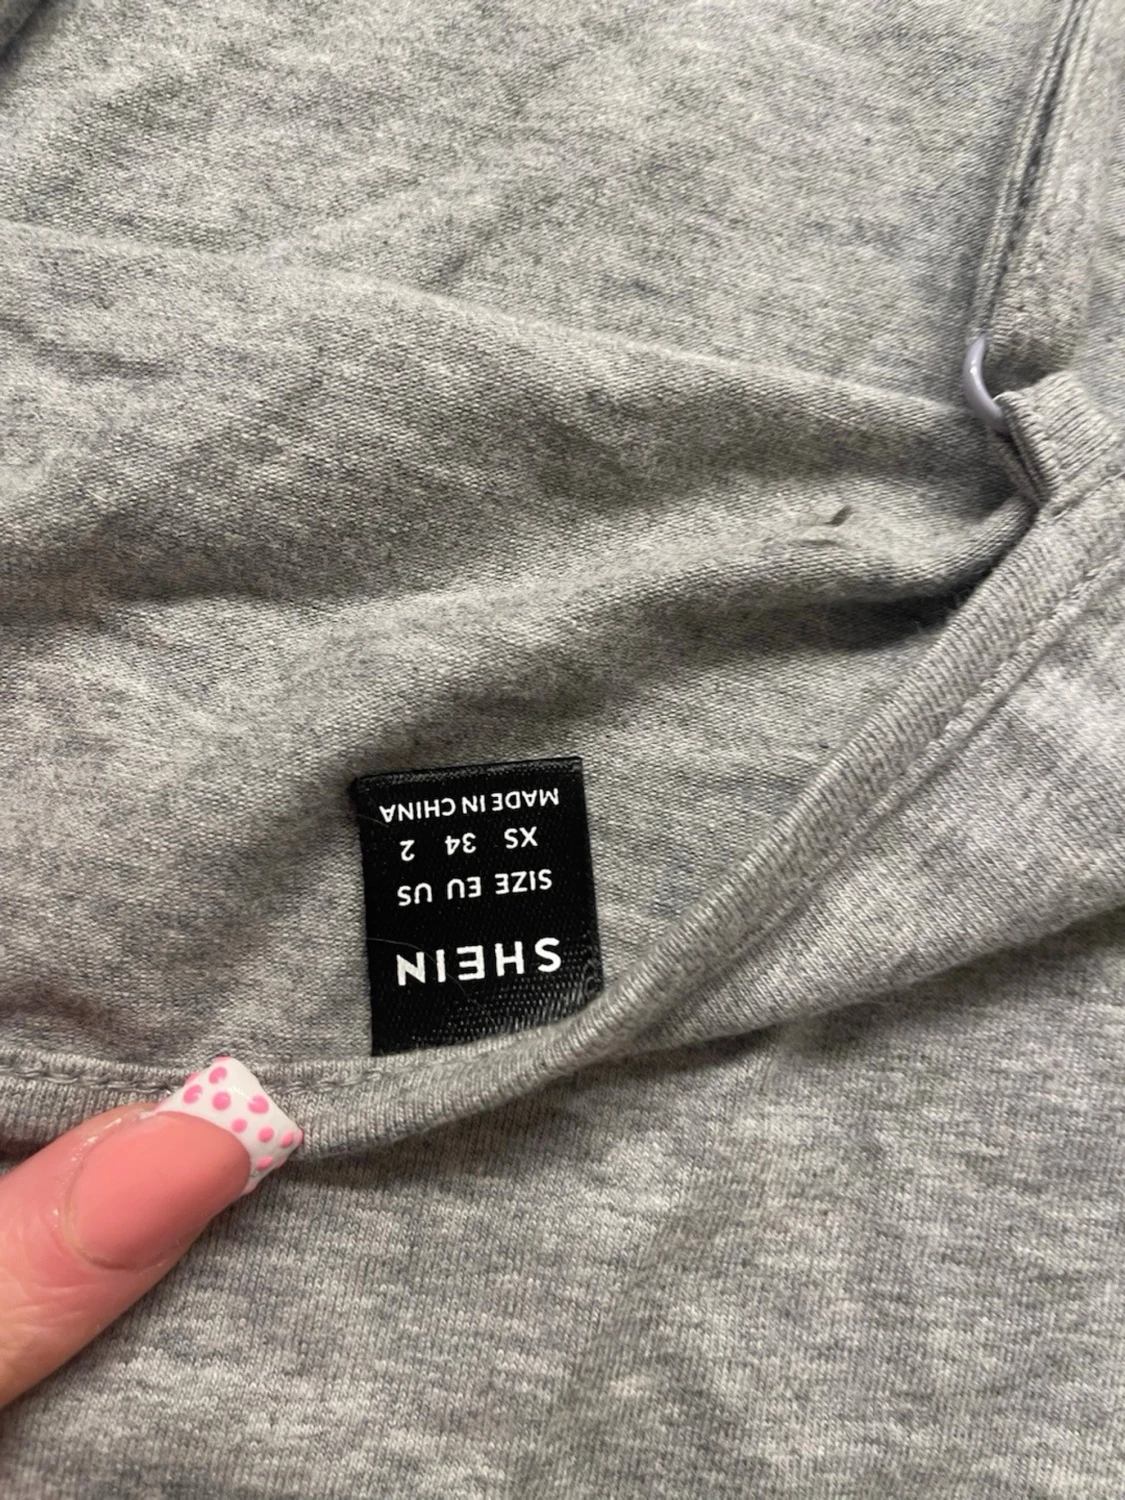 SHEIN
SIZE EU US
XS 34 2
MADE IN CHINA